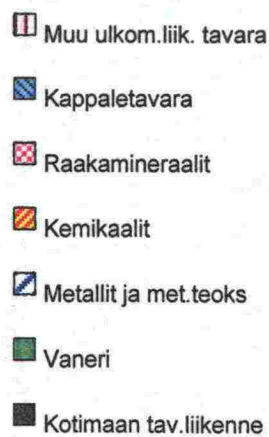 Muu ulkom.liik. tavara
Kappaletavara
Raakamineraalit
Kemikaalit
Metallit ja met.teoks
Vaneri
Kotimaan tav.liikenne